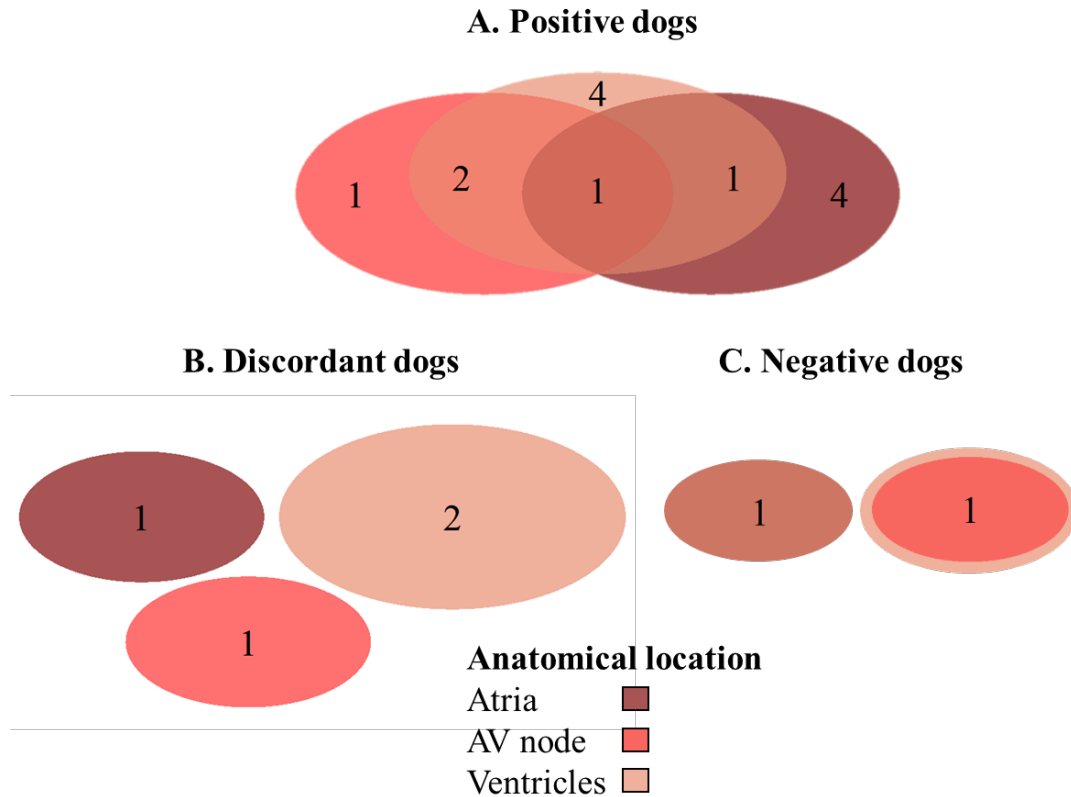 A. Positive dogs
4
1 2 1 1 4
B. Discordant dogs
C. Negative dogs
1 2
1
1 1
Anatomical location
Atria
AV node
Ventricles